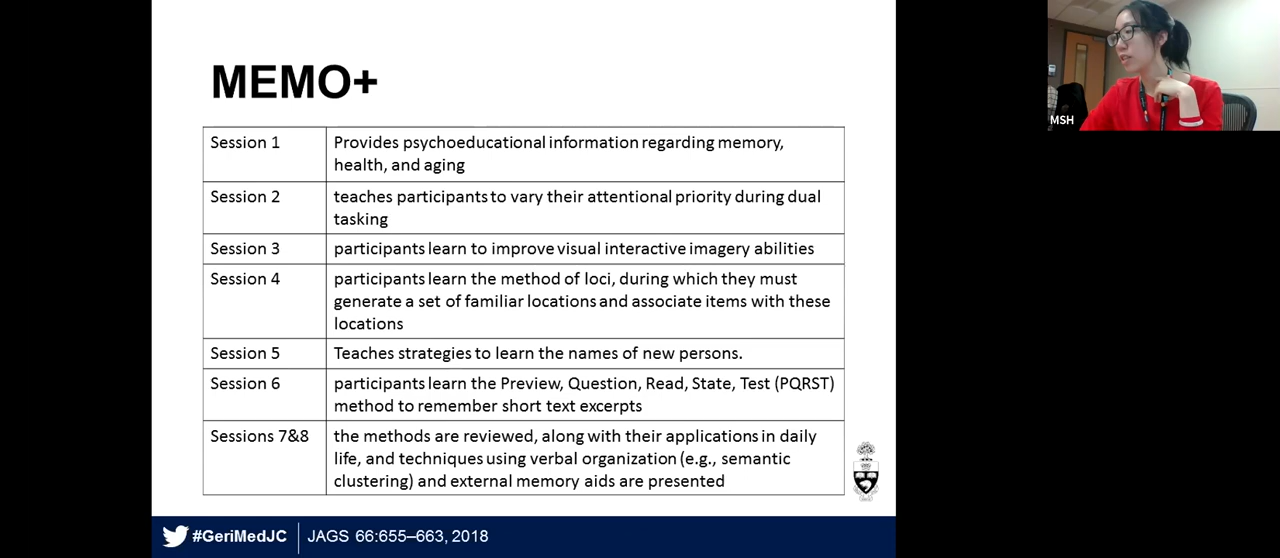 MEMO+
Session 1
Provides psychoeducational information regarding memory,
health, and aging
Session 2
teaches participants to vary their attentional priority during dual
tasking
Session 3
participants learn to improve visual interactive imagery abilities
Session 4
participants learn the method of loci, during which they must
generate a set of familiar locations and associate items with these
locations
Session 5
Teaches strategies to learn the names of new persons.
Session 6
participants learn the Preview, Question, Read, State, Test (PQRST)
method to remember short text excerpts
Sessions 7&8
the methods are reviewed, along with their applications in daily
life, and techniques using verbal organization (e.g., semantic
clustering) and external memory aids are presented
#GeriMedJC
JAGS 66:655–663, 2018
MSH